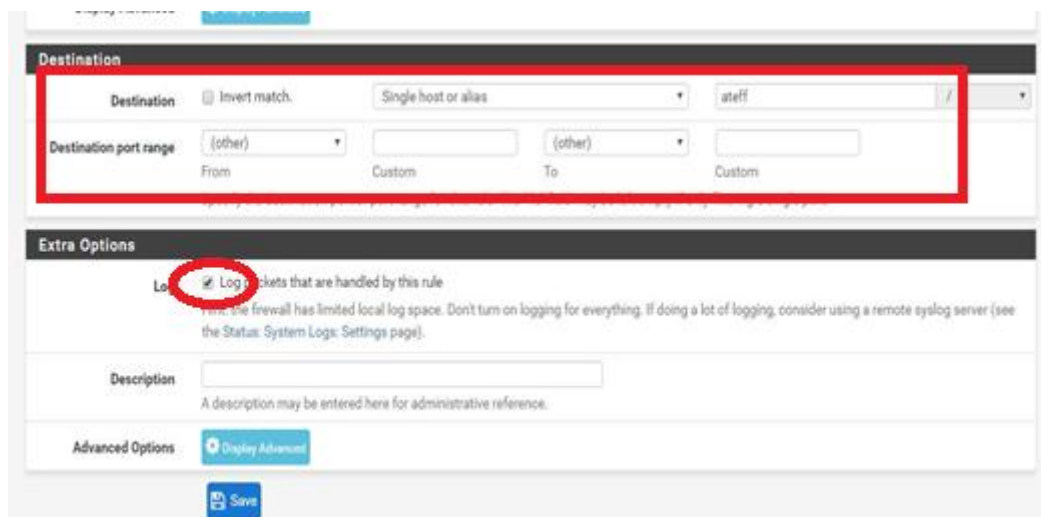 Destination
Destination Invert match. Single host or alias ateff /
Destination port range (other) (other)
From Custom To Custom
Extra Options
Log packets that are handled by this rule
the firewall has limited local log space. Don't turn on logging for everything. If doing a lot of logging, consider using a remote syslog server (see
the Status: System Logs: Settings page).
Description
A description may be entered here for administrative reference.
Advanced Options Display Advanced
Save